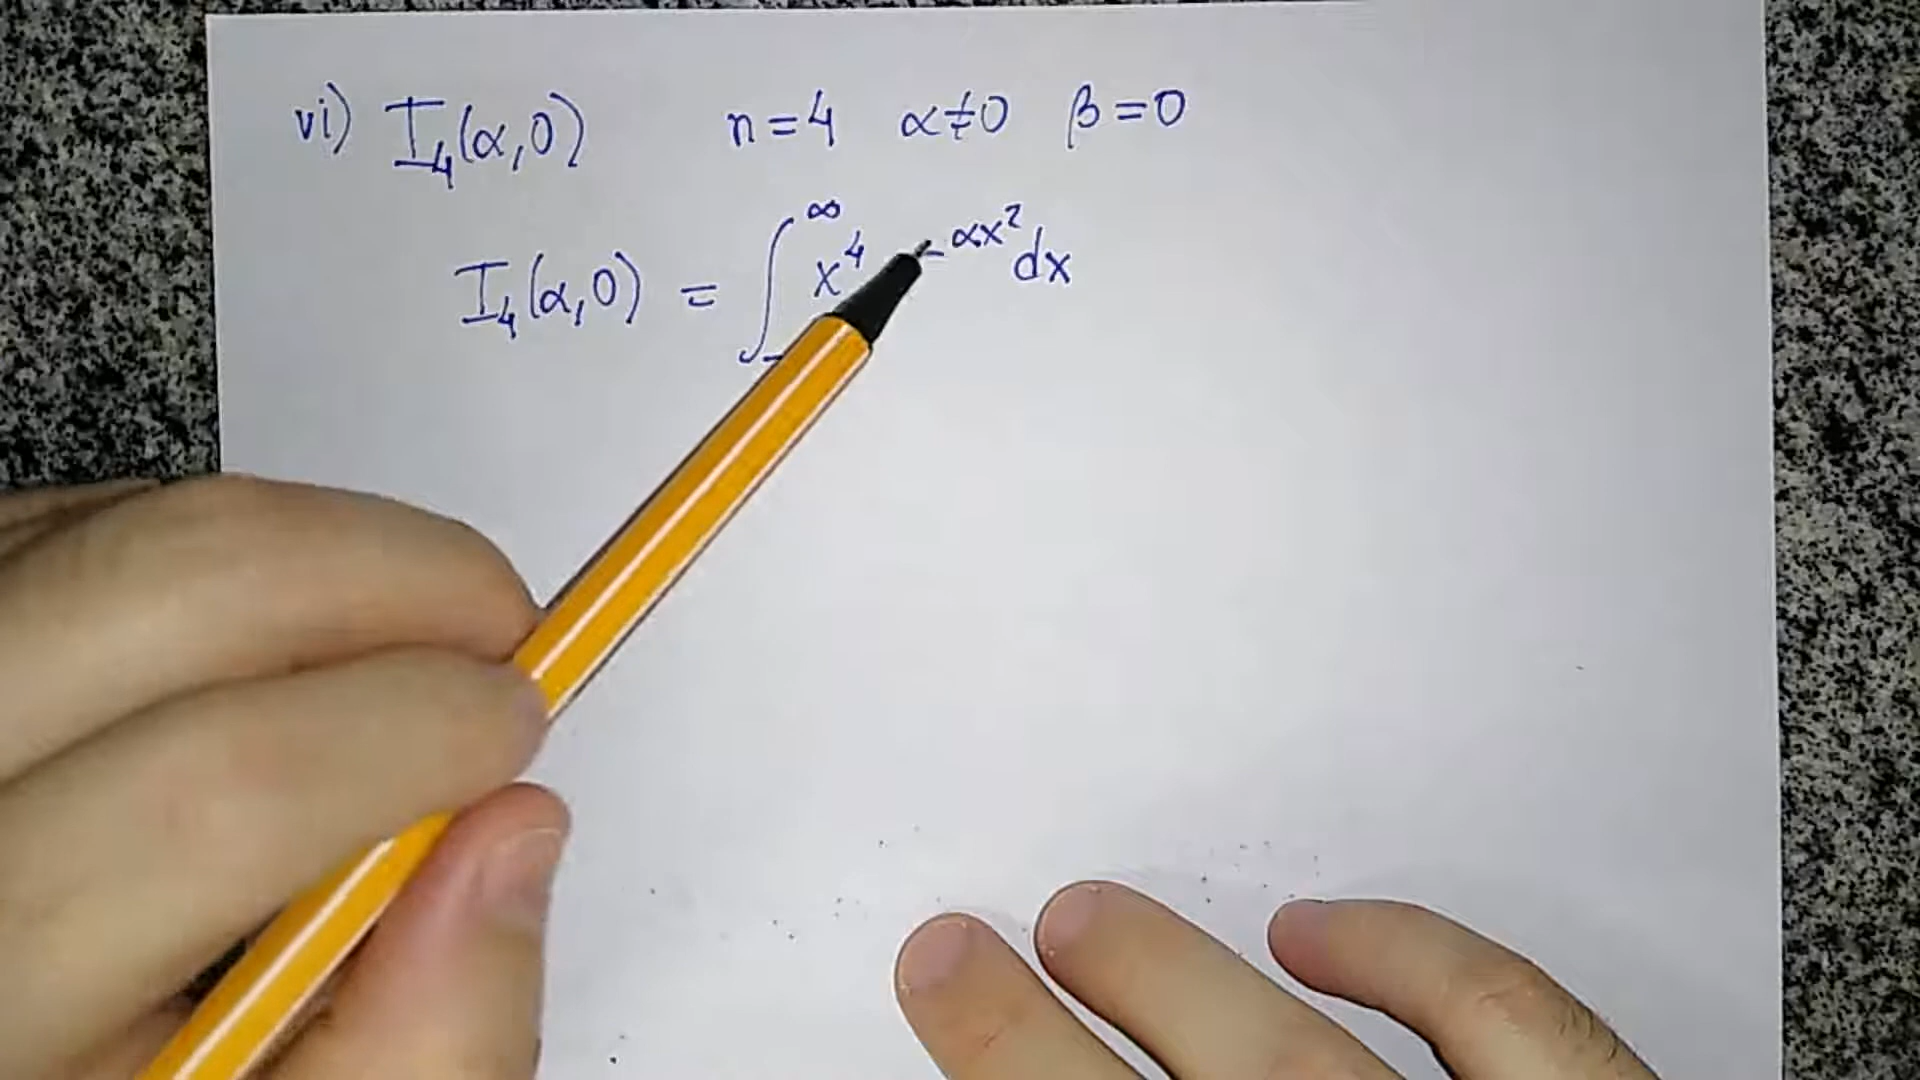 vi) I₄(α,0) n=4 α≠0 β=0
I₄(α,0) = ∫ ∞ x⁴ -αx² dx